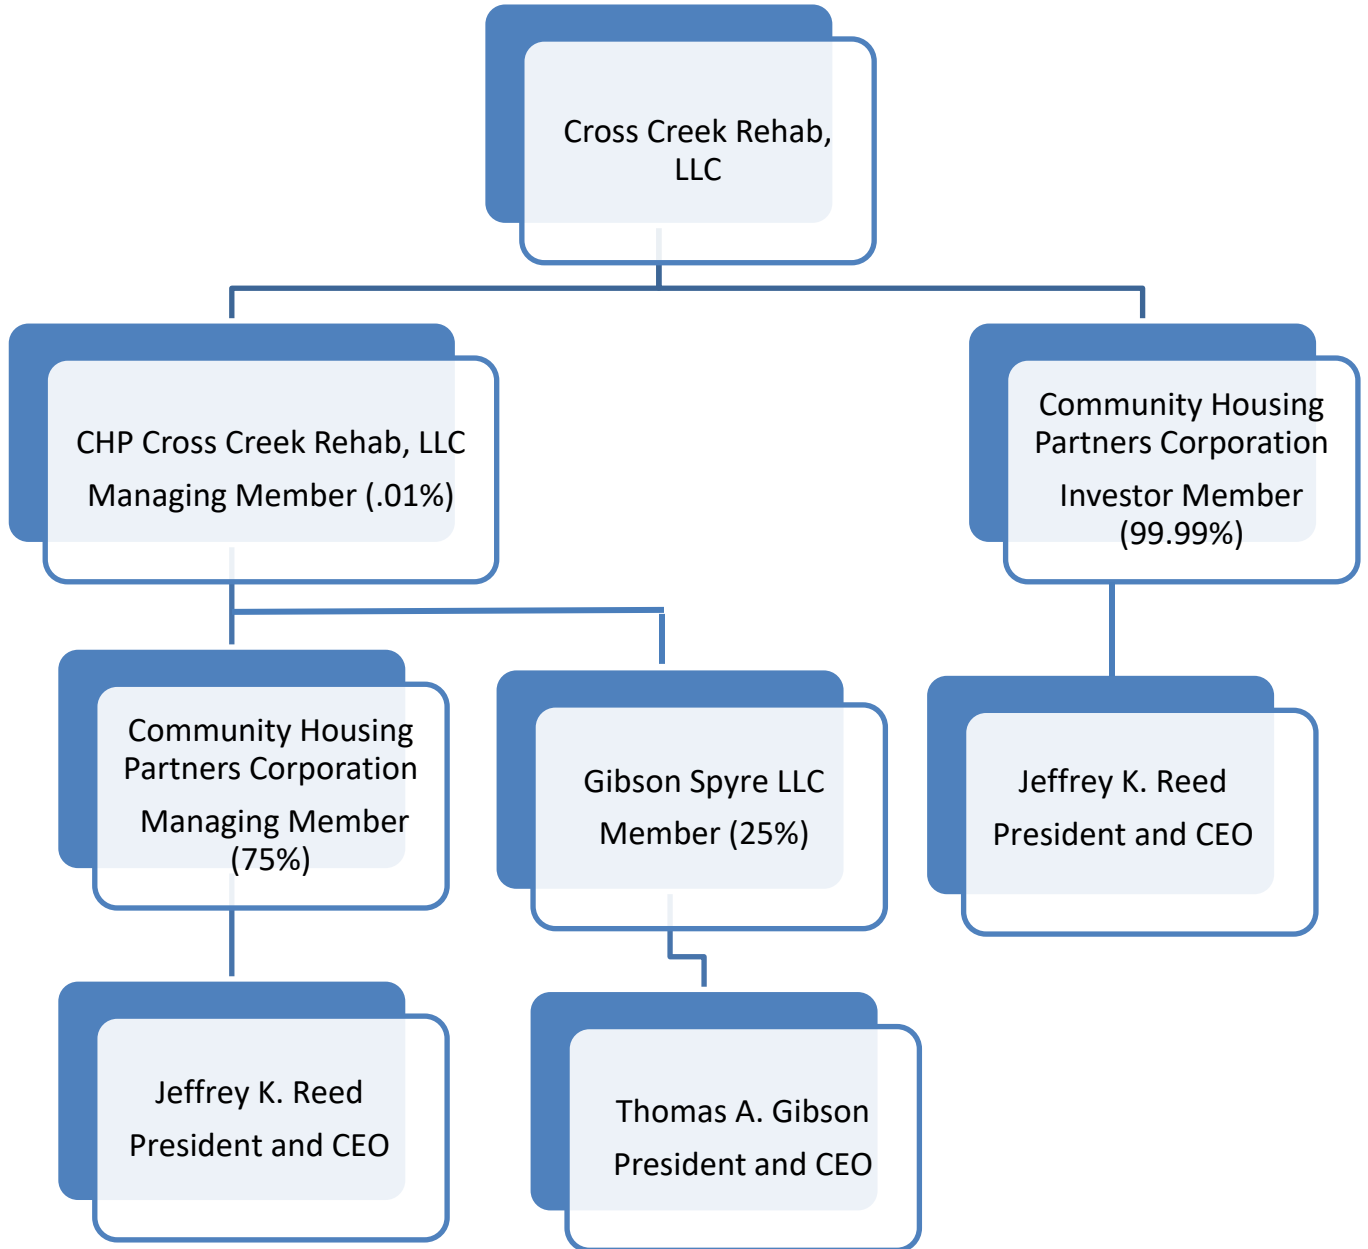 Cross Creek Rehab,
LLC
CHP Cross Creek Rehab, LLC
Managing Member (.01%)
Community Housing
Partners Corporation
Investor Member
(99.99%)
Community Housing
Partners Corporation
Managing Member
(75%)
Gibson Spyre LLC
Member (25%)
Jeffrey K. Reed
President and CEO
Jeffrey K. Reed
President and CEO
Thomas A. Gibson
President and CEO